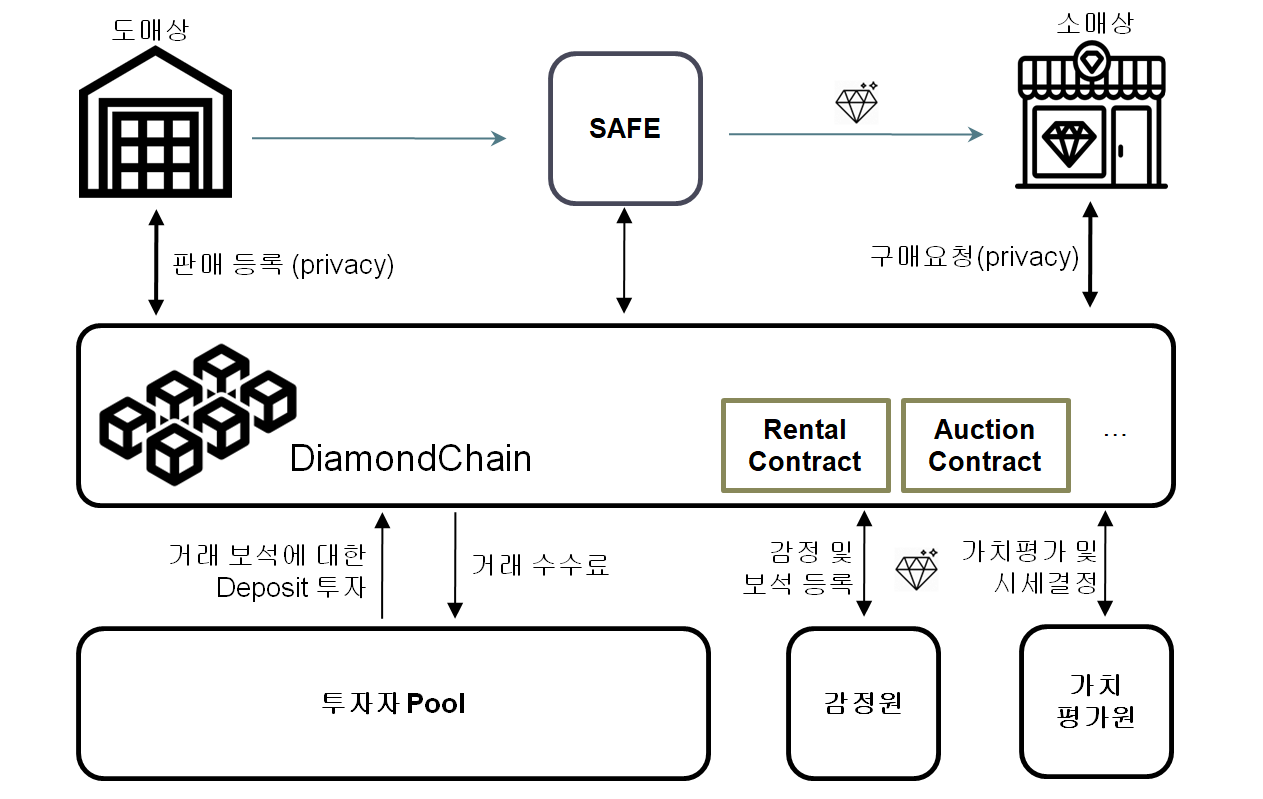 도매상
소매상
SAFE
판매 등록 (privacy)
구매요청(privacy)
DiamondChain
Rental
Contract
Auction
Contract
...
거래 보석에 대한
Deposit 투자
거래 수수료
감정 및
보석 등록
가치평가 및
시세결정
투자자 Pool
감정원
가치
평가원